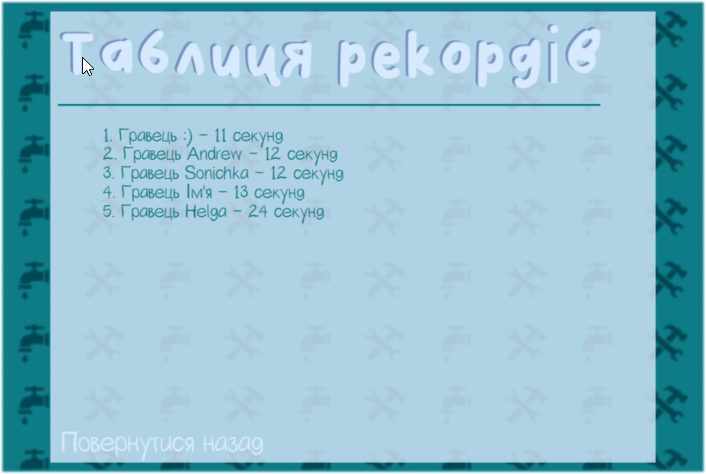 Таблиця рекордів
1. Гравець :) - 11 секунд
2. Гравець Andrew - 12 секунд
3. Гравець Sonichka - 12 секунд
4. Гравець Ім'я - 13 секунд
5. Гравець Helga - 24 секунд
Повернутися назад